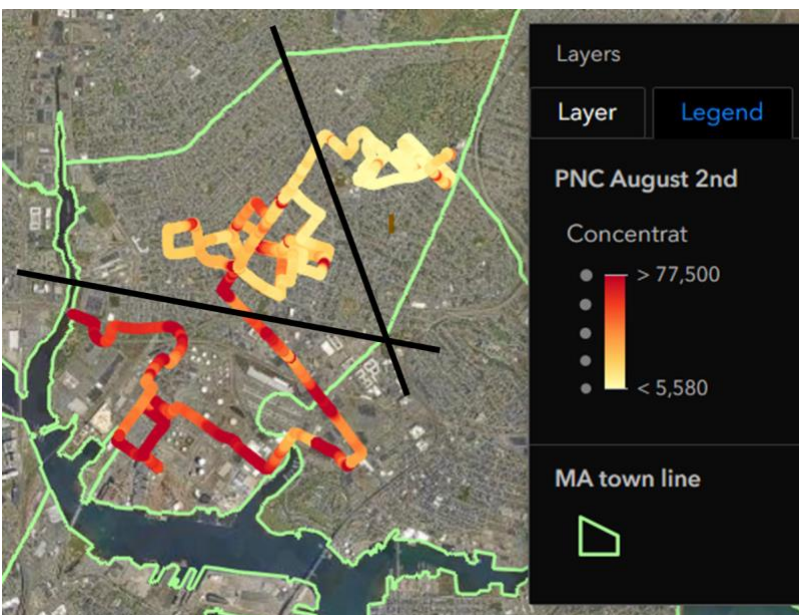 Layers
Layer
Legend
PNC August 2nd
Concentrat
> 77,500
< 5,580
MA town line